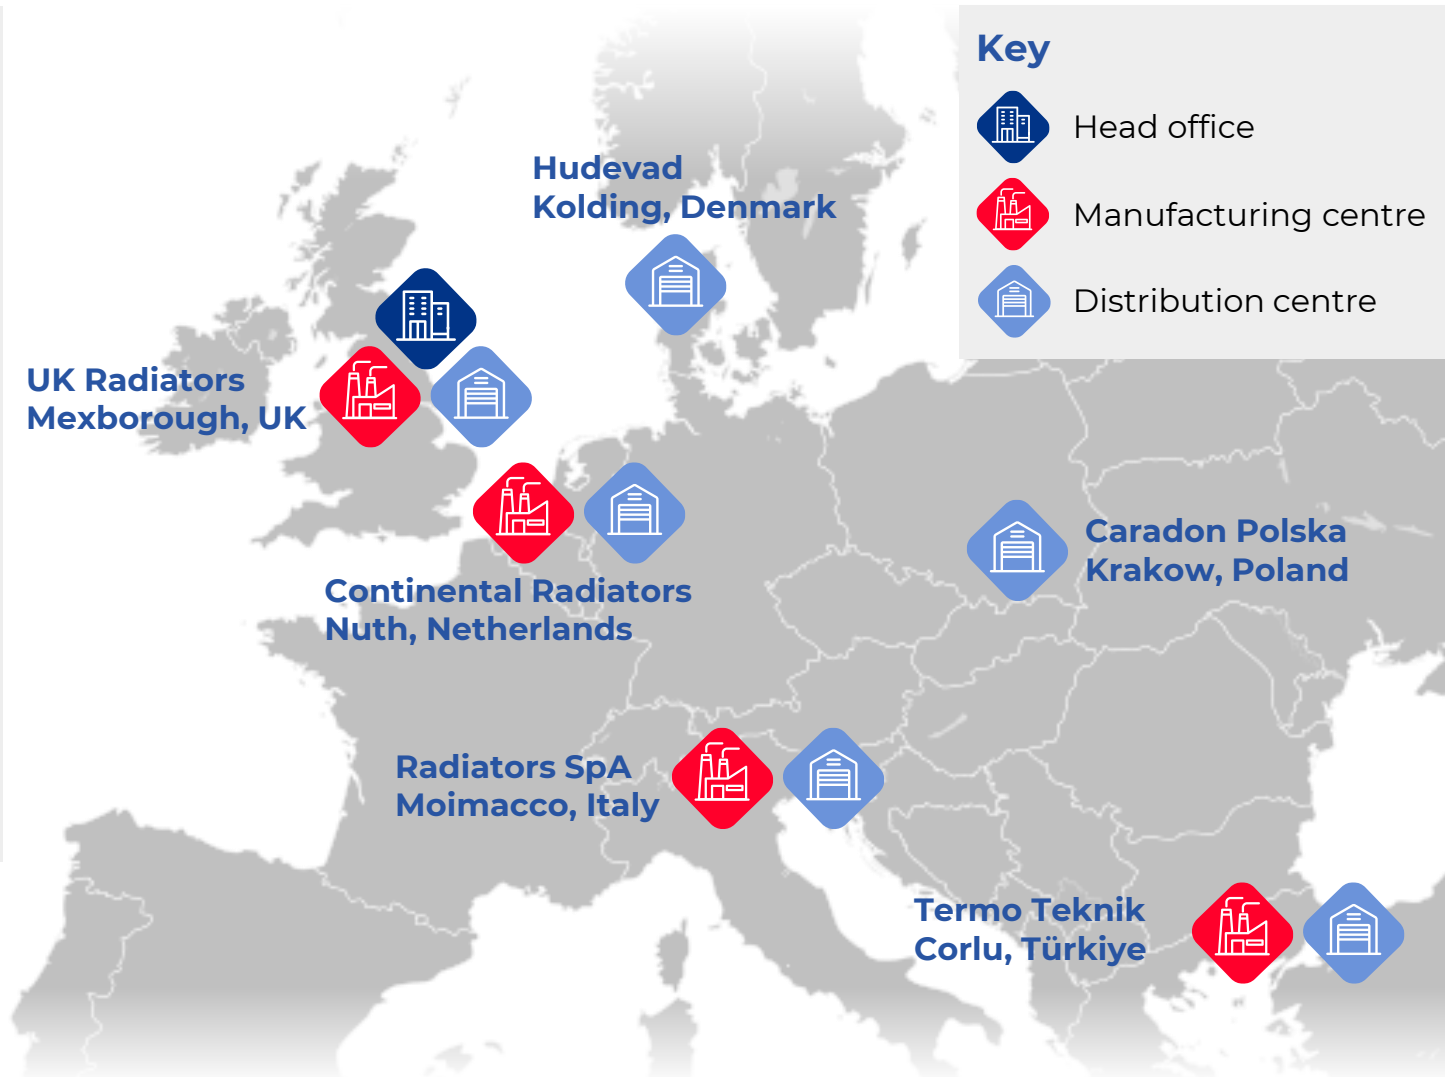 Key
Head office
Manufacturing centre
Distribution centre
Hudevad
Kolding, Denmark
UK Radiators
Mexborough, UK
Continental Radiators
Nuth, Netherlands
Caradon Polska
Krakow, Poland
Radiators SpA
Moimacco, Italy
Termo Teknik
Corlu, Türkiye